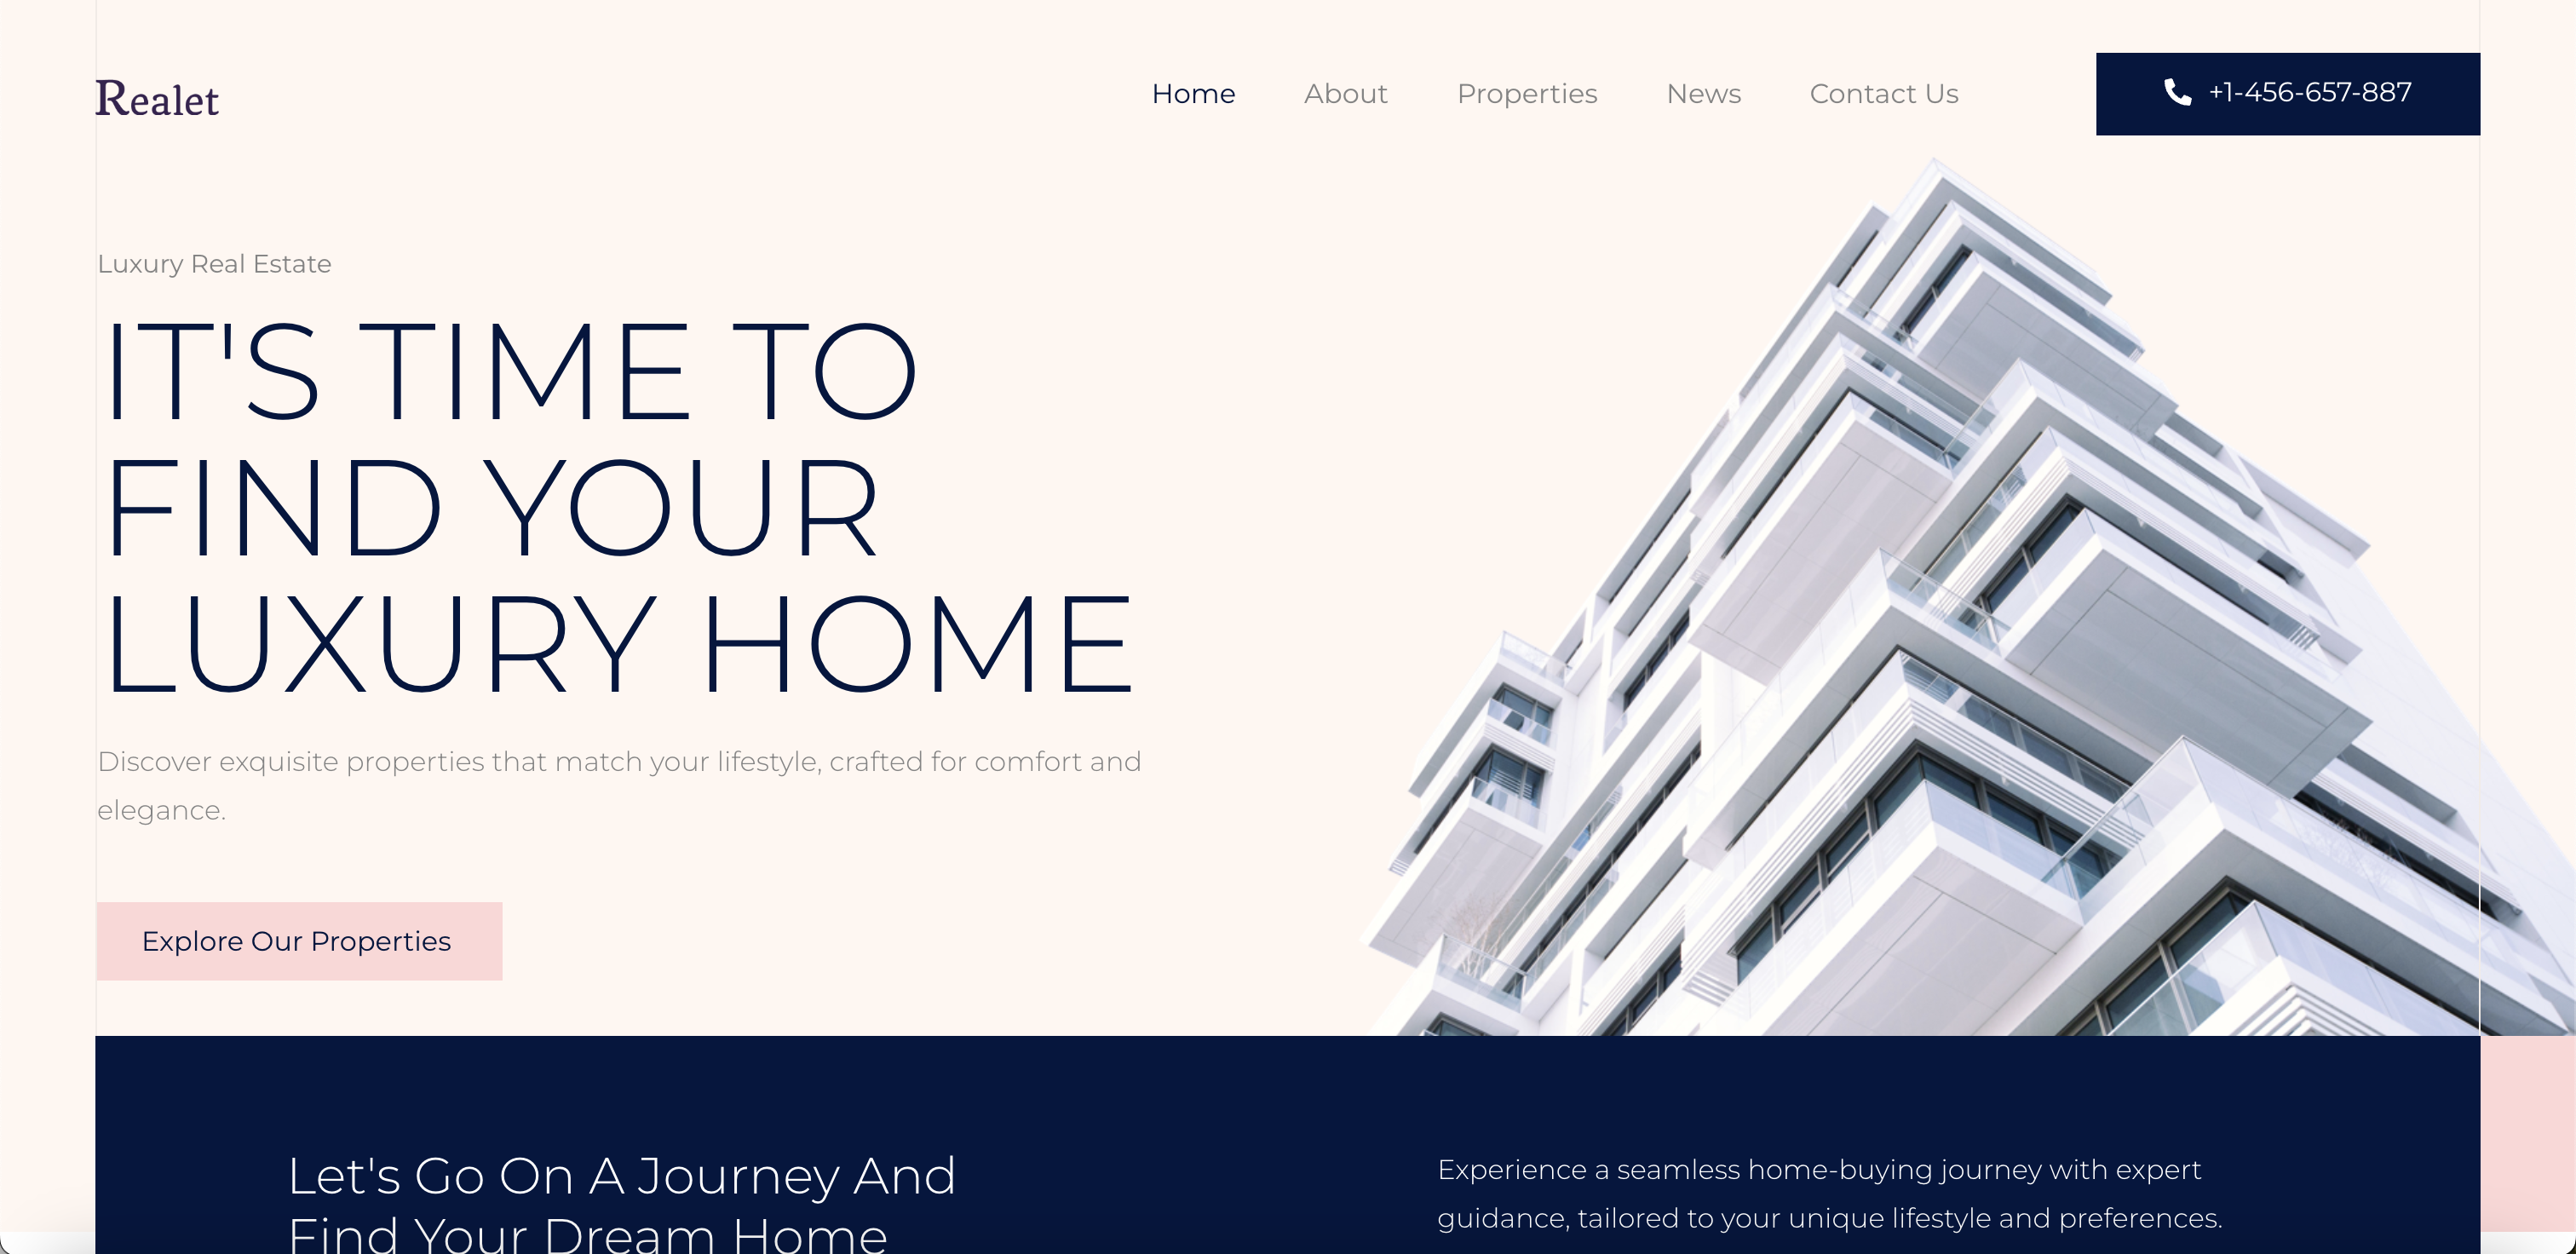 Realet
Home
About
Properties
News
Contact Us
+1-456-657-887
Luxury Real Estate
IT'S TIME TO
FIND YOUR
LUXURY HOME
Discover exquisite properties that match your lifestyle, crafted for comfort and
elegance.
Explore Our Properties
Let's Go On A Journey And
Find Your Dream Home
Experience a seamless home-buying journey with expert
guidance, tailored to your unique lifestyle and preferences.